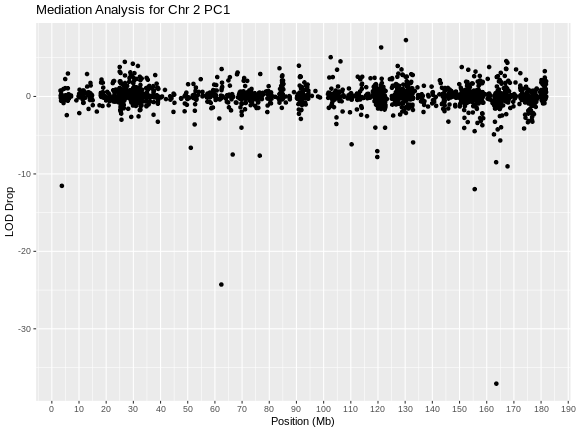 Mediation Analysis for Chr 2 PC1
LOD Drop
0
-10
-20
-30
0 10 20 30 40 50 60 70 80 90 100 110 120 130 140 150 160 170 180 190
Position (Mb)